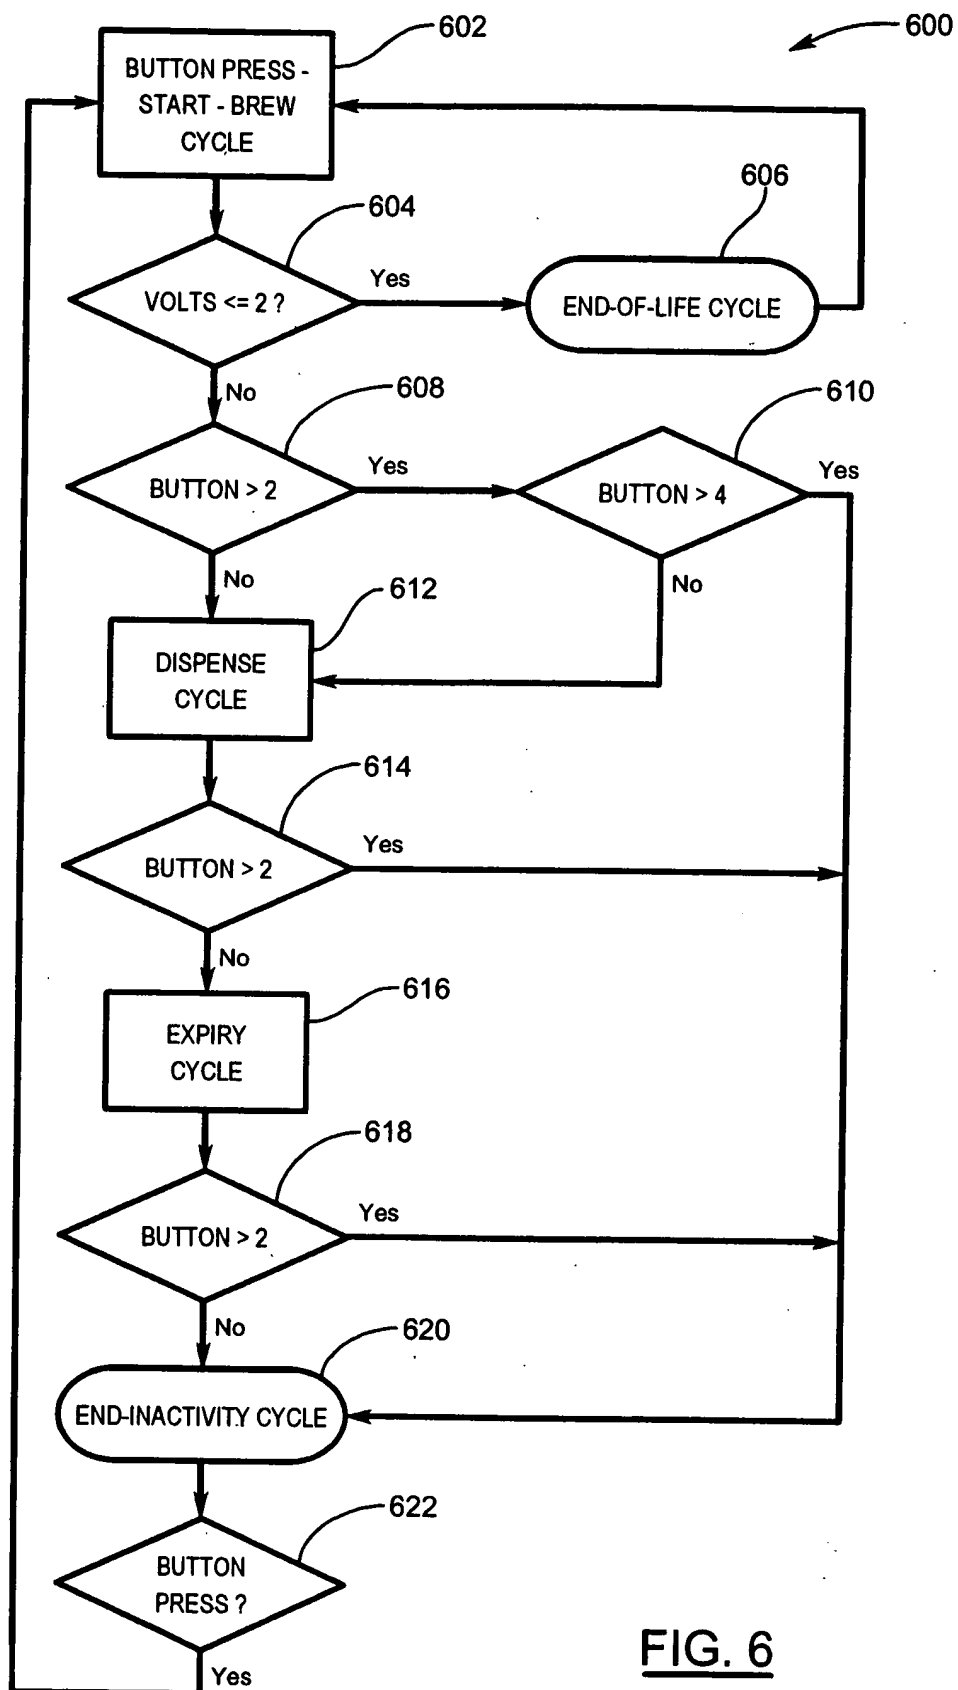 602
600
BUTTON PRESS -
START - BREW
CYCLE
606
604
Yes
VOLTS <= 2 ?
END-OF-LIFE CYCLE
No
608
610
Yes
Yes
BUTTON > 2
BUTTON > 4
No
No
612
DISPENSE
CYCLE
614
Yes
BUTTON > 2
No
616
EXPIRY
CYCLE
618
Yes
BUTTON > 2
No
620
END-INACTIVITY CYCLE
622
BUTTON
PRESS ?
FIG. 6
Yes